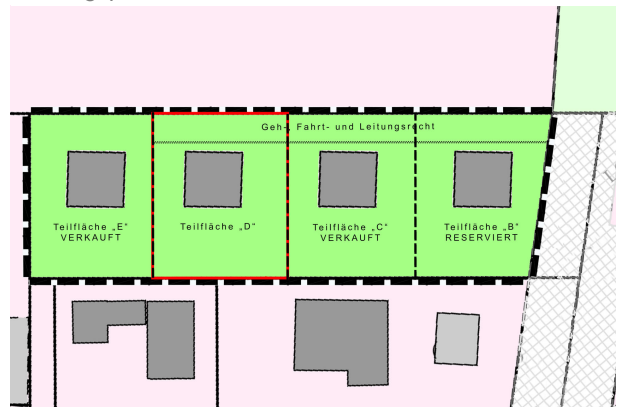 Geh-, Fahrt- und Leitungsrecht
Teilfläche „E"
VERKAUFT
Teilfläche „D"
Teilfläche „C"
VERKAUFT
Teilfläche „B"
RESERVIERT